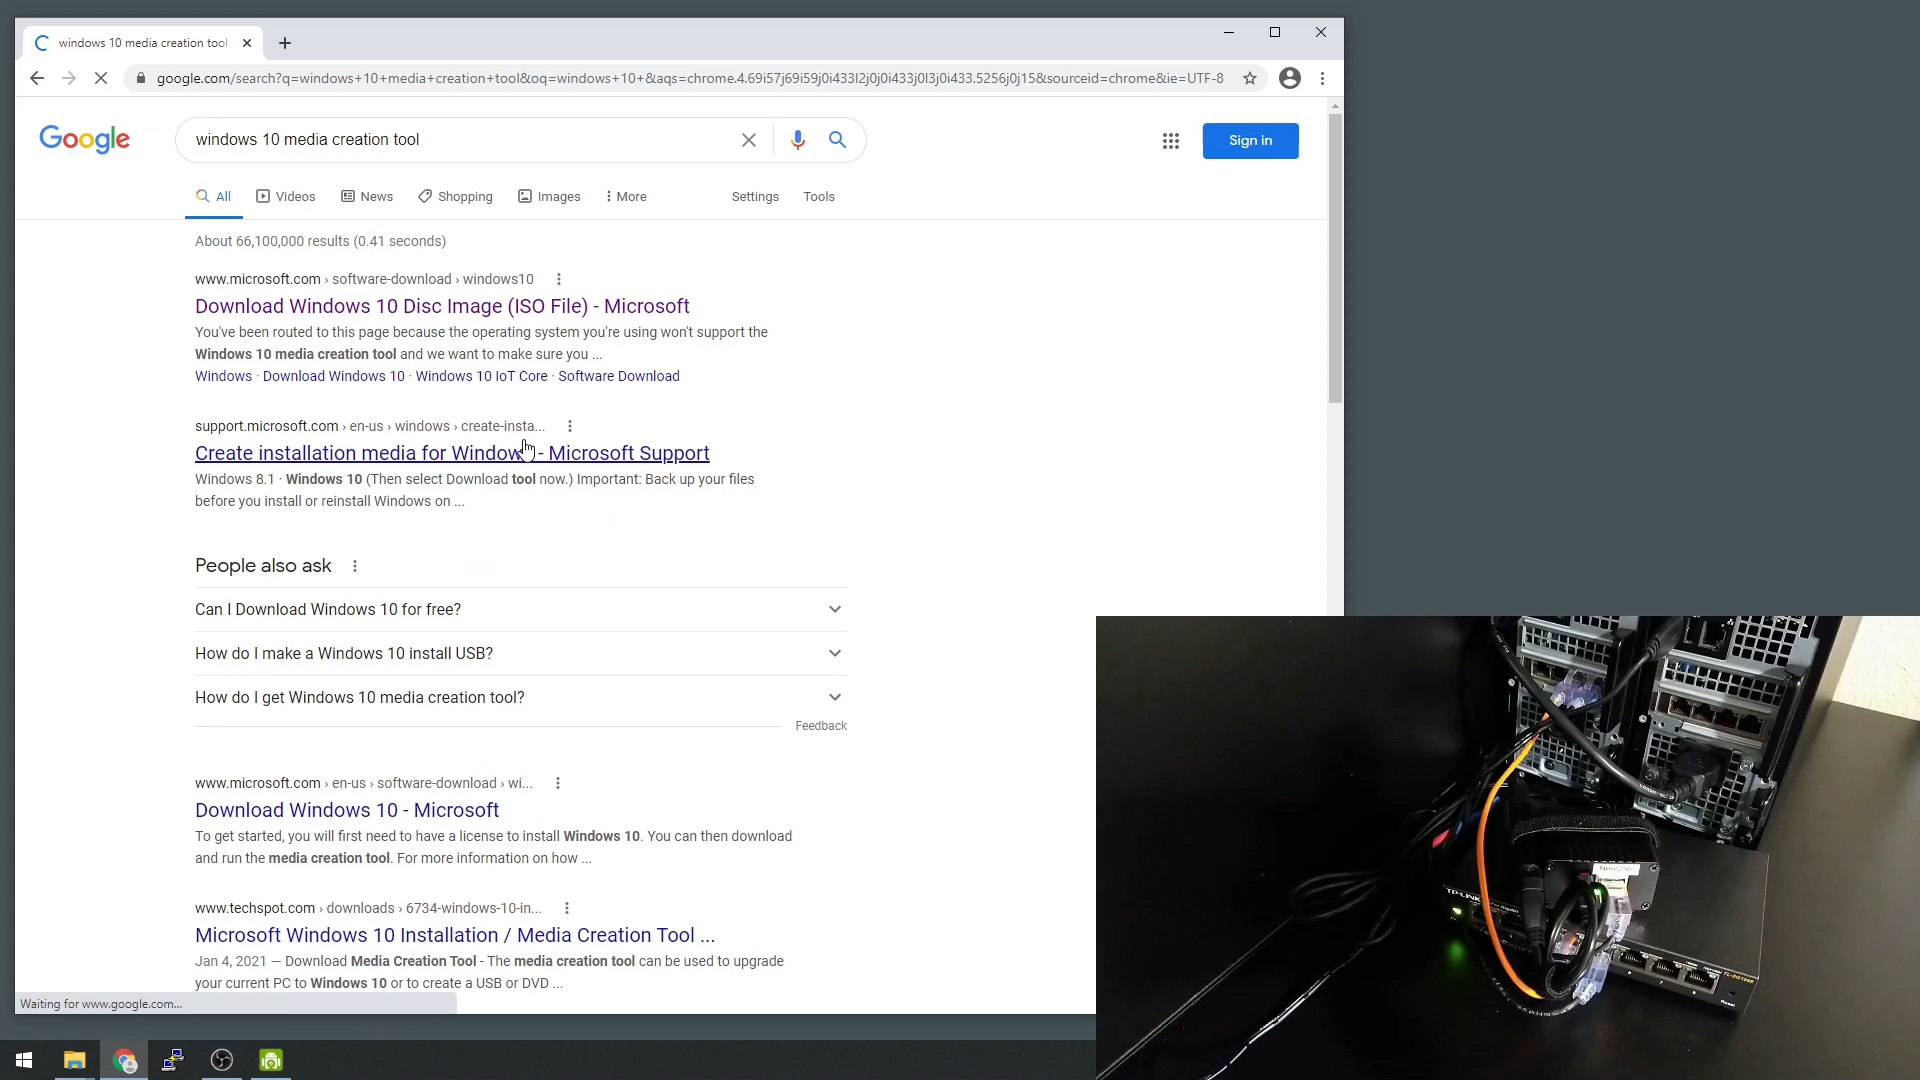 windows 10 media creation tool
google.com/search?q=windows+10+media+creation+tool&oq=windows+10+&aqs=chrome.4.69i57j69i59j0i433l2j0j0i433j0l3j0i433.5256j0j15&sourceid=chrome&ie=UTF-8
Google
windows 10 media creation tool
Sign in
All Videos News Shopping Images More Settings Tools
About 66,100,000 results (0.41 seconds)
www.microsoft.com › software-download › windows10
Download Windows 10 Disc Image (ISO File) - Microsoft
You've been routed to this page because the operating system you're using won't support the
Windows 10 media creation tool and we want to make sure you ...
Windows · Download Windows 10 · Windows 10 IoT Core · Software Download
support.microsoft.com › en-us › windows › create-insta...
Create installation media for Windows - Microsoft Support
Windows 8.1 · Windows 10 (Then select Download tool now.) Important: Back up your files
before you install or reinstall Windows on ...
People also ask
Can I Download Windows 10 for free?
How do I make a Windows 10 install USB?
How do I get Windows 10 media creation tool?
Feedback
www.microsoft.com › en-us › software-download › wi...
Download Windows 10 - Microsoft
To get started, you will first need to have a license to install Windows 10. You can then download
and run the media creation tool. For more information on how ...
www.techspot.com › downloads › 6734-windows-10-in...
Microsoft Windows 10 Installation / Media Creation Tool ...
Jan 4, 2021 — Download Media Creation Tool - The media creation tool can be used to upgrade
your current PC to Windows 10 or to create a USB or DVD ...
Waiting for www.google.com...
TP-LINK
TL-SG108E
Reset